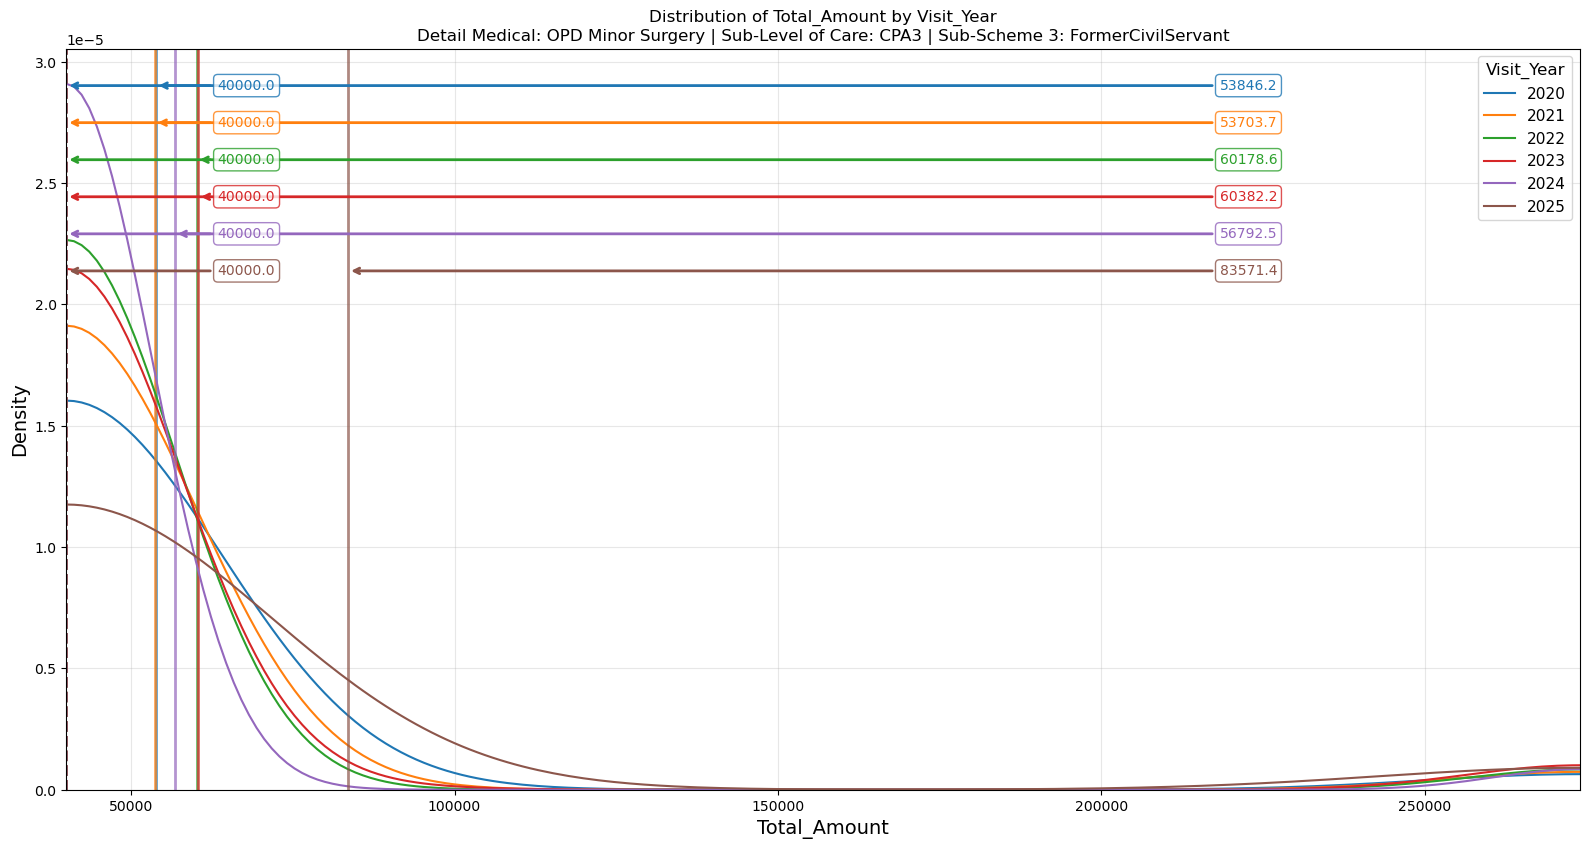 Distribution of Total_Amount by Visit_Year
Detail Medical: OPD Minor Surgery | Sub-Level of Care: CPA3 | Sub-Scheme 3: FormerCivilServant
1e−5
3.0
2.5
2.0
1.5
1.0
0.5
0.0
Density
40000.0 53846.2
40000.0 53703.7
40000.0 60178.6
40000.0 60382.2
40000.0 56792.5
40000.0 83571.4
Visit_Year
2020
2021
2022
2023
2024
2025
50000 100000 150000 200000 250000
Total_Amount